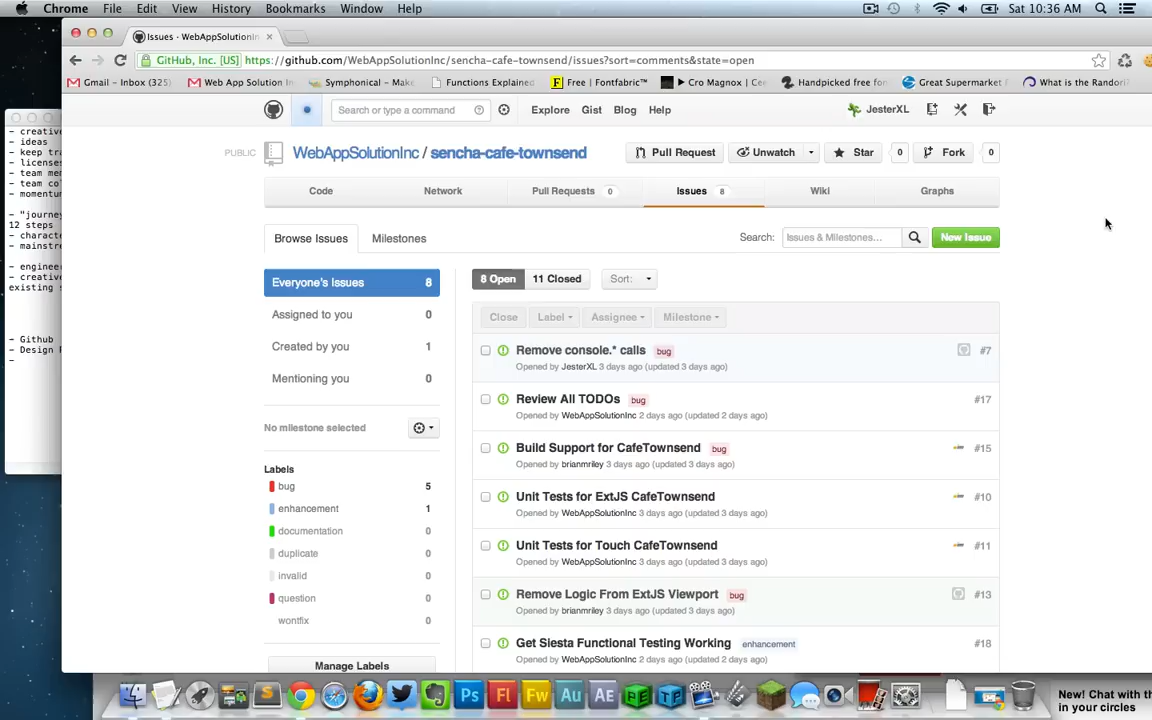 Chrome File Edit View History Bookmarks Window Help Sat 10:36 AM
Issues · WebAppSolutionIn
GitHub, Inc. [US] https://github.com/WebAppSolutionInc/sencha-cafe-townsend/issues?sort=comments&state=open
Gmail - Inbox (325) Web App Solution In Symphonical - Make Functions Explained Free | Fontfabric™ Cro Magnox | Ce Handpicked free fon Great Supermarket What is the Randori?
Search or type a command Explore Gist Blog Help JesterXL
PUBLIC WebAppSolutionInc / sencha-cafe-townsend Pull Request Unwatch Star 0 Fork 0
Code Network Pull Requests 0 Issues 8 Wiki Graphs
Browse Issues Milestones Search: Issues & Milestones... New Issue
Everyone's Issues 8
Assigned to you 0
Created by you 1
Mentioning you 0
No milestone selected
Labels
bug 5
enhancement 1
documentation 0
duplicate 0
invalid 0
question 0
wontfix 0
Manage Labels
8 Open 11 Closed Sort:
Close Label Assignee Milestone
Remove console.* calls bug #7
Opened by JesterXL 3 days ago (updated 3 days ago)
Review All TODOs bug #17
Opened by WebAppSolutionInc 2 days ago (updated 2 days ago)
Build Support for CafeTownsend bug #15
Opened by brianmriley 3 days ago (updated 3 days ago)
Unit Tests for ExtJS CafeTownsend #10
Opened by WebAppSolutionInc 3 days ago (updated 3 days ago)
Unit Tests for Touch CafeTownsend #11
Opened by WebAppSolutionInc 3 days ago (updated 3 days ago)
Remove Logic From ExtJS Viewport bug #13
Opened by brianmriley 3 days ago (updated 3 days ago)
Get Siesta Functional Testing Working enhancement #18
Opened by WebAppSolutionInc 2 days ago (updated 2 days ago)
- creative
- ideas
- keep tra
- licenses
- team mem
- team col
- momentum
- "journey
12 steps
- characte
- mainstre
- engineer
- creative
existing s
- Github
- Design P
-
Ps Fl Fw Au AE PE TP
New! Chat with th
in your circles